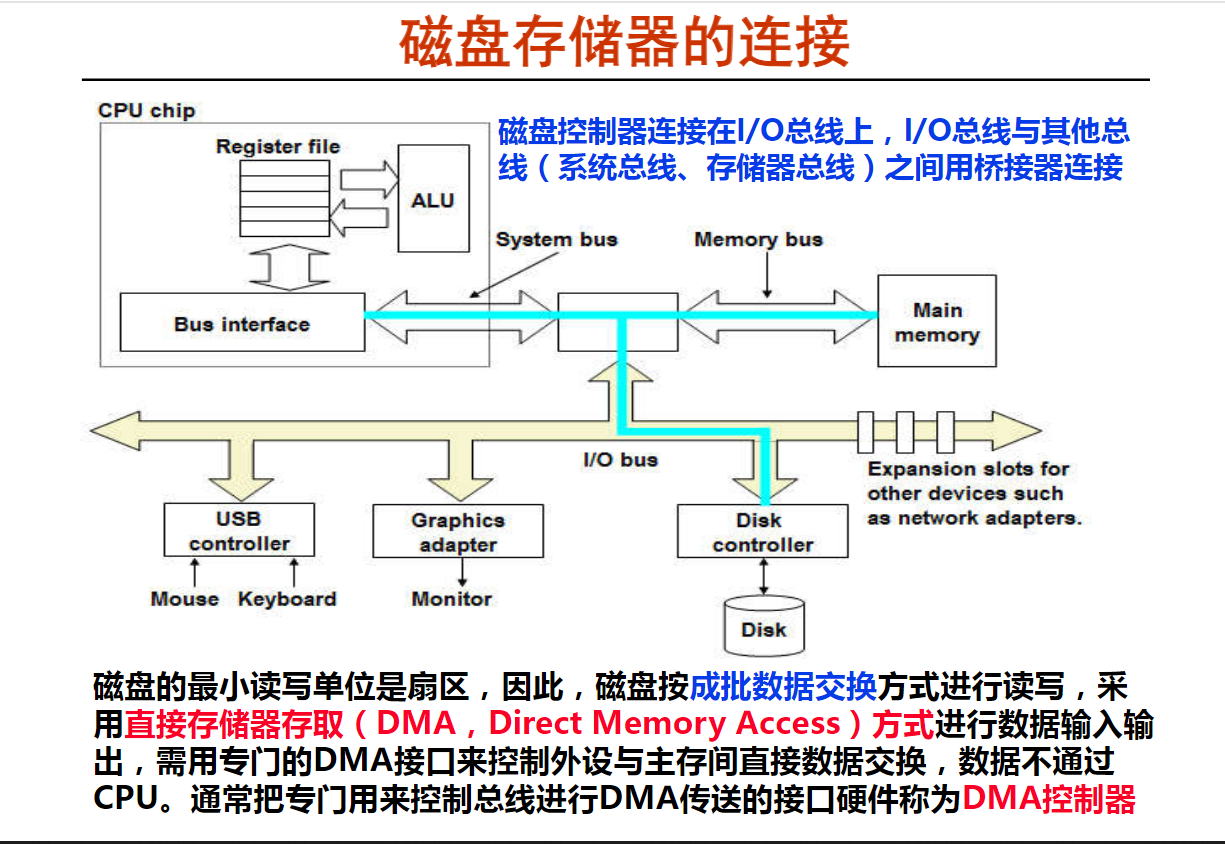 磁盘存储器的连接
CPU chip
磁盘控制器连接在I/O总线上，I/O总线与其他总
线（系统总线、存储器总线）之间用桥接器连接
Register file
ALU
System bus
Memory bus
Bus interface
Main
memory
I/O bus
Expansion slots for
other devices such
as network adapters.
USB
controller
Graphics
adapter
Disk
controller
Mouse
Keyboard
Monitor
Disk
磁盘的最小读写单位是扇区，因此，磁盘按成批数据交换方式进行读写，采
用直接存储器存取（DMA，Direct Memory Access）方式进行数据输入输
出，需用专门的DMA接口来控制外设与主存间直接数据交换，数据不通过
CPU。通常把专门用来控制总线进行DMA传送的接口硬件称为DMA控制器